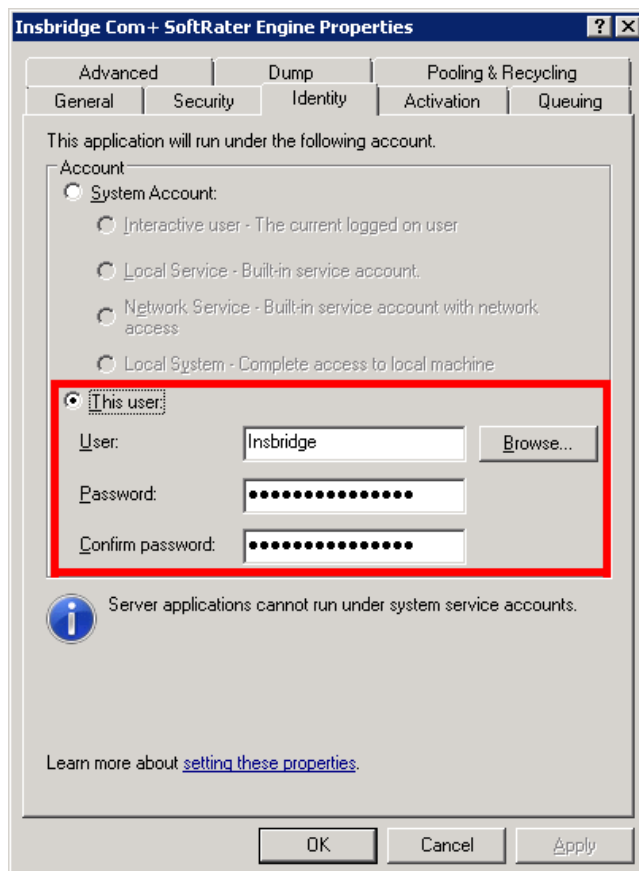 Insbridge Com+ SoftRater Engine Properties
Advanced Dump Pooling & Recycling
General Security Identity Activation Queuing
This application will run under the following account.
Account
System Account:
Interactive user - The current logged on user
Local Service - Built-in service account.
Network Service - Built-in service account with network
access
Local System - Complete access to local machine
This user:
User: Insbridge Browse...
Password: ●●●●●●●●●●●●●●●
Confirm password: ●●●●●●●●●●●●●●●
Server applications cannot run under system service accounts.
Learn more about setting these properties.
OK Cancel Apply